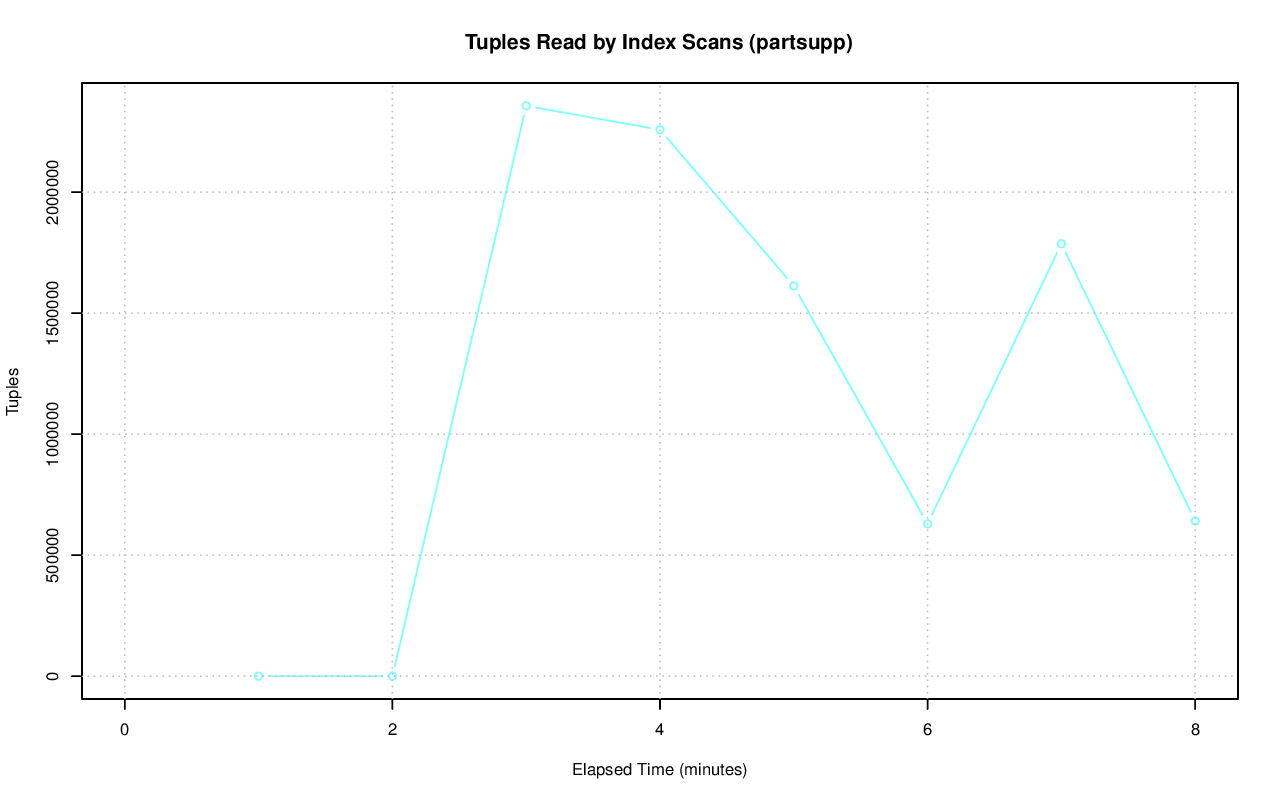 Tuples Read by Index Scans (partsupp)
2000000
1500000
1000000
500000
0
Tuples
0 2 4 6 8
Elapsed Time (minutes)